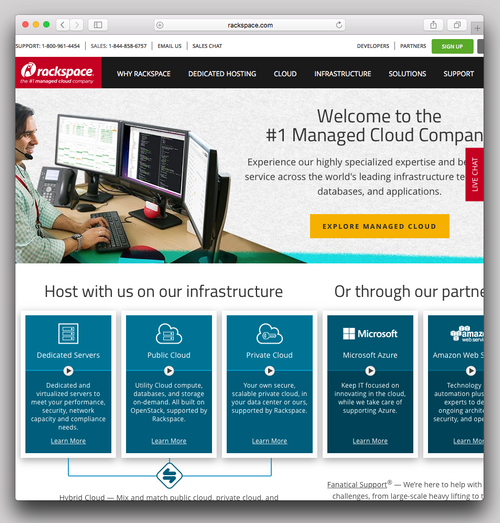 rackspace.com
SUPPORT: 1-800-961-4454 SALES: 1-844-858-6757 EMAIL US SALES CHAT DEVELOPERS PARTNERS SIGN UP
rackspace.
the #1 managed cloud company
WHY RACKSPACE DEDICATED HOSTING CLOUD INFRASTRUCTURE SOLUTIONS SUPPORT
Welcome to the
#1 Managed Cloud Compan
Experience our highly specialized expertise and be
service across the world's leading infrastructure te
databases, and applications.
LIVE CHAT
EXPLORE MANAGED CLOUD
Host with us on our infrastructure
Or through our partne
Dedicated Servers
Dedicated and
virtualized servers to
meet your performance,
security, network
capacity and compliance
needs.
Learn More
Public Cloud
Utility Cloud compute,
databases, and storage
on-demand. All built on
OpenStack, supported by
Rackspace.
Learn More
Private Cloud
Your own secure,
scalable private cloud, in
your data center or ours,
supported by Rackspace.
Learn More
Microsoft
Microsoft Azure
Keep IT focused on
innovating in the cloud,
while we take care of
supporting Azure.
Learn More
amazo
web servic
Amazon Web S
Technology
automation plus
experts to de
ongoing archite
security, and ope
Learn More
Hybrid Cloud — Mix and match public cloud, private cloud, and
Fanatical Support® — We're here to help with
challenges, from large-scale heavy lifting to t